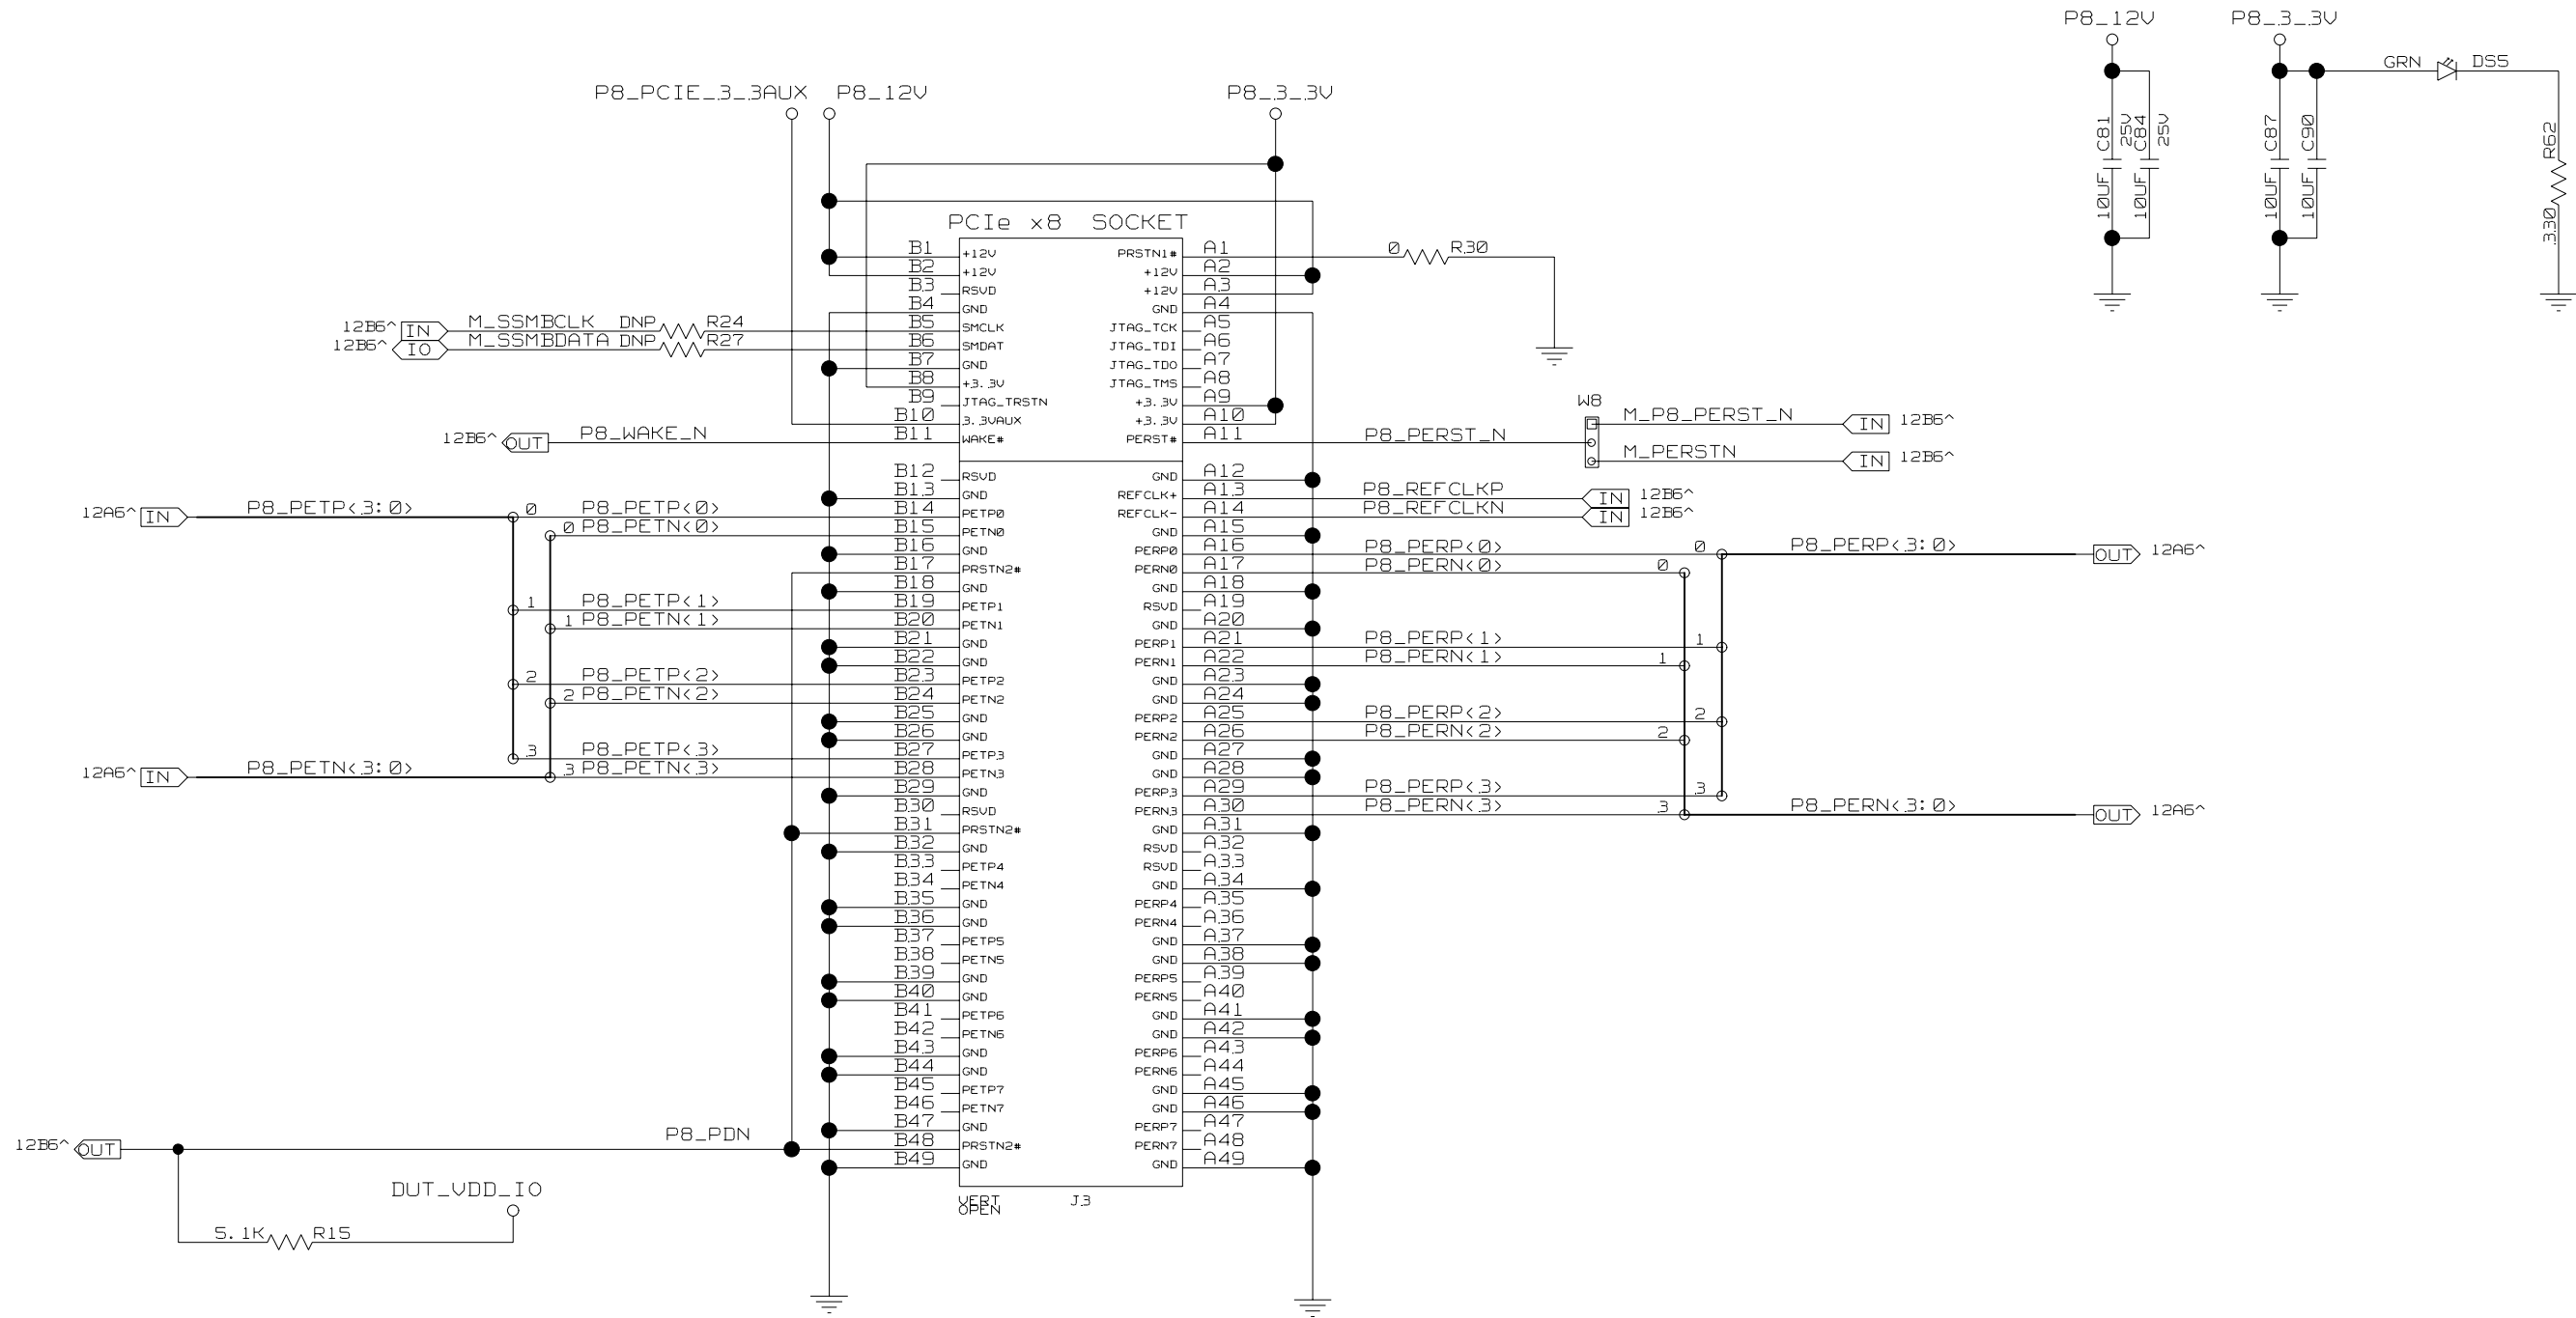 P8_12V P8_3_3V
GRN DS5
P8_PCIE_3_3AUX P8_12V P8_3_3V
C81 25V C84 25V C87 C90 R62
10UF 10UF 10UF 10UF 330
PCIe x8 SOCKET
B1 +12V PRSTN1# A1 0 R30
B2 +12V +12V A2
B3 RSVD +12V A3
B4 GND GND A4
12B6^ IN M_SSMBCLK DNP R24 B5 SMCLK JTAG_TCK A5
12B6^ IO M_SSMBDATA DNP R27 B6 SMDAT JTAG_TDI A6
B7 GND JTAG_TDO A7
B8 +3.3V JTAG_TMS A8
B9 JTAG_TRSTN +3.3V A9 W8
B10 3.3VAUX +3.3V A10 M_P8_PERST_N IN 12B6^
12B6^ OUT P8_WAKE_N B11 WAKE# PERST# A11 P8_PERST_N
M_PERSTN IN 12B6^
B12 RSVD GND A12
B13 GND REFCLK+ A13 P8_REFCLKP IN 12B6^
12A6^ IN P8_PETP<3:0> 0 P8_PETP<0> B14 PETP0 REFCLK- A14 P8_REFCLKN IN 12B6^
0 P8_PETN<0> B15 PETN0 GND A15
B16 GND PERP0 A16 P8_PERP<0> 0 P8_PERP<3:0> OUT 12A6^
B17 PRSTN2# PERN0 A17 P8_PERN<0> 0
B18 GND GND A18
1 P8_PETP<1> B19 PETP1 RSVD A19
1 P8_PETN<1> B20 PETN1 GND A20
B21 GND PERP1 A21 P8_PERP<1> 1
B22 GND PERN1 A22 P8_PERN<1> 1
2 P8_PETP<2> B23 PETP2 GND A23
2 P8_PETN<2> B24 PETN2 GND A24
B25 GND PERP2 A25 P8_PERP<2> 2
B26 GND PERN2 A26 P8_PERN<2> 2
3 P8_PETP<3> B27 PETP3 GND A27
12A6^ IN P8_PETN<3:0> 3 P8_PETN<3> B28 PETN3 GND A28
B29 GND PERP3 A29 P8_PERP<3> 3
B30 RSVD PERN3 A30 P8_PERN<3> 3 P8_PERN<3:0> OUT 12A6^
B31 PRSTN2# GND A31
B32 GND RSVD A32
B33 PETP4 RSVD A33
B34 PETN4 GND A34
B35 GND PERP4 A35
B36 GND PERN4 A36
B37 PETP5 GND A37
B38 PETN5 GND A38
B39 GND PERP5 A39
B40 GND PERN5 A40
B41 PETP6 GND A41
B42 PETN6 GND A42
B43 GND PERP6 A43
B44 GND PERN6 A44
B45 PETP7 GND A45
B46 PETN7 GND A46
B47 GND PERP7 A47
12B6^ OUT P8_PDN B48 PRSTN2# PERN7 A48
B49 GND GND A49
DUT_VDD_IO
VERT J3
OPEN
5.1K R15